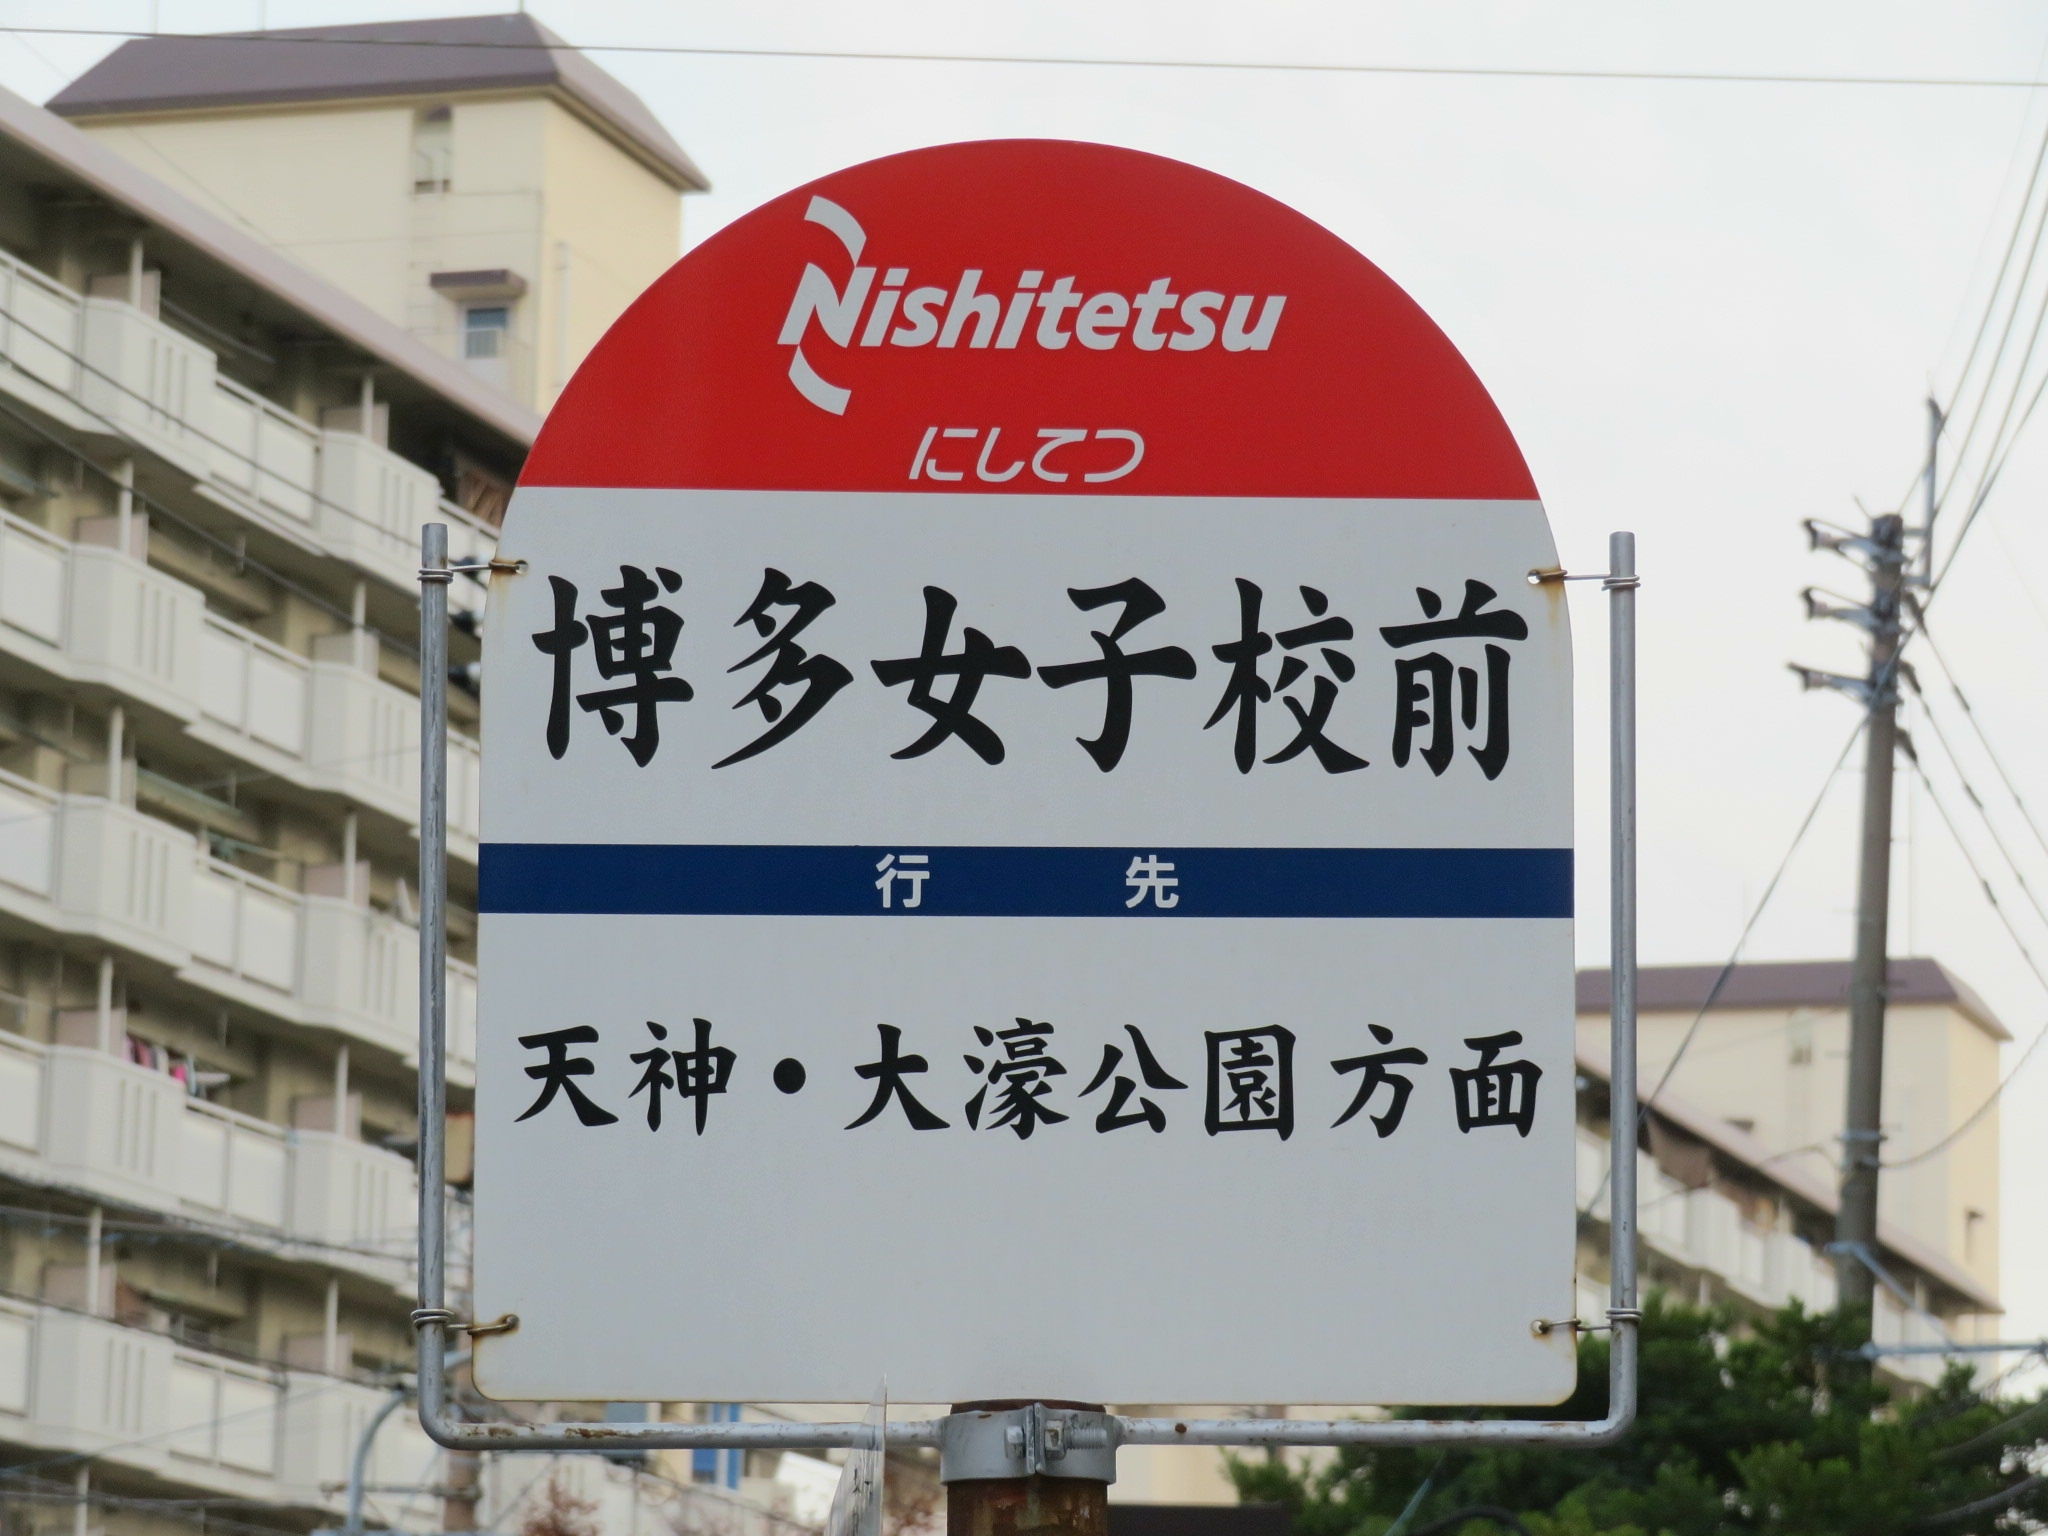 Nishitetsu
にしてつ
博多女子校前
行先
天神・大濠公園方面